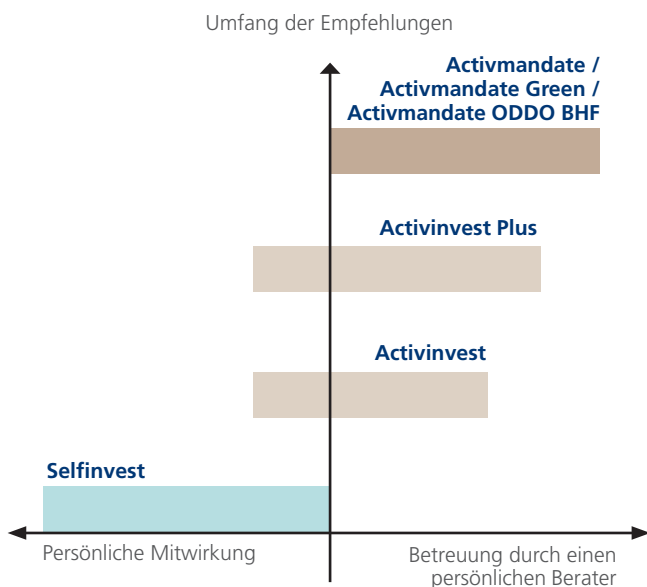 Umfang der Empfehlungen
Activmandate /
Activmandate Green /
Activmandate ODDO BHF
Activinvest Plus
Activinvest
Selfinvest
Persönliche Mitwirkung
Betreuung durch einen
persönlichen Berater